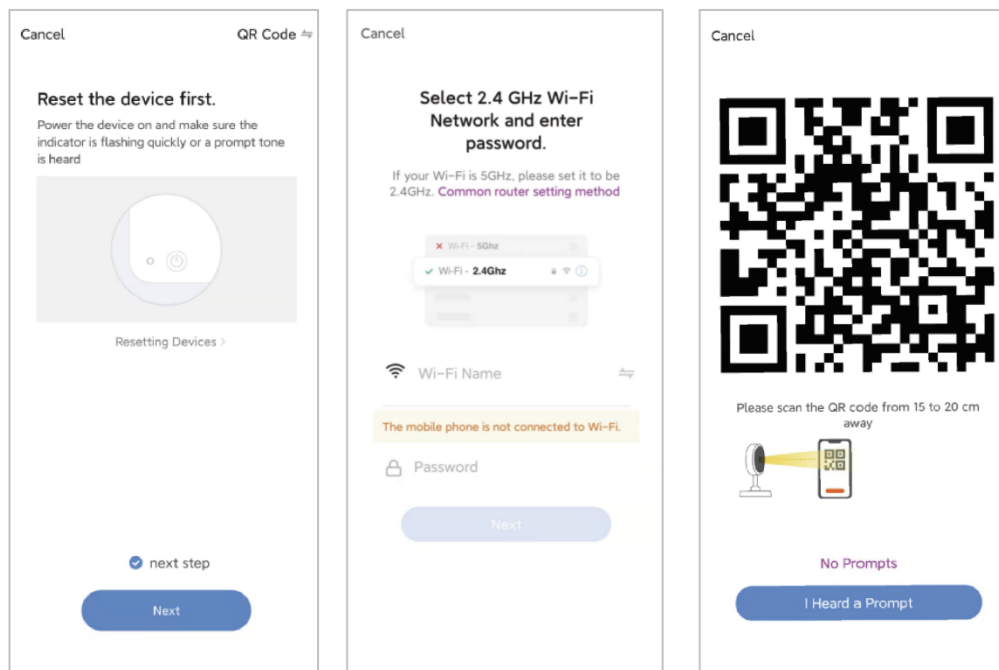 Cancel
QR Code
Reset the device first.
Power the device on and make sure the
indicator is flashing quickly or a prompt tone
is heard
Resetting Devices >
next step
Next
Cancel
Select 2.4 GHz Wi-Fi
Network and enter
password.
If your Wi-Fi is 5GHz, please set it to be
2.4GHz. Common router setting method
Wi-Fi - 5Ghz
Wi-Fi - 2.4Ghz
Wi-Fi Name
The mobile phone is not connected to Wi-Fi.
Password
Next
Cancel
Please scan the QR code from 15 to 20 cm
away
No Prompts
I Heard a Prompt